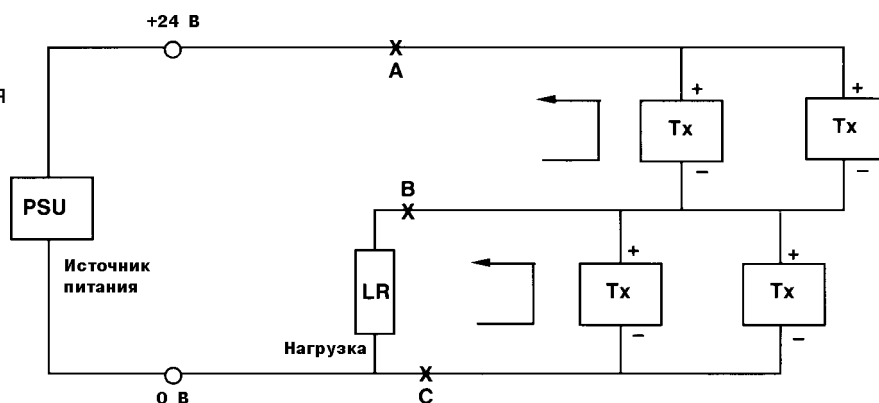 +24 В
я
A
+
Tx
−
+
Tx
−
PSU
B
Источник
питания
LR
+
Tx
−
+
Tx
−
Нагрузка
0 В
C